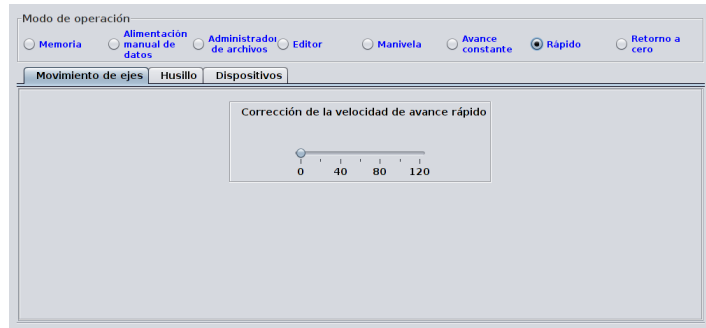 Modo de operación
Memoria
Alimentación
manual de
datos
Administrador
de archivos
Editor
Manivela
Avance
constante
Rápido
Retorno a
cero
Movimiento de ejes Husillo Dispositivos
Corrección de la velocidad de avance rápido
0 40 80 120